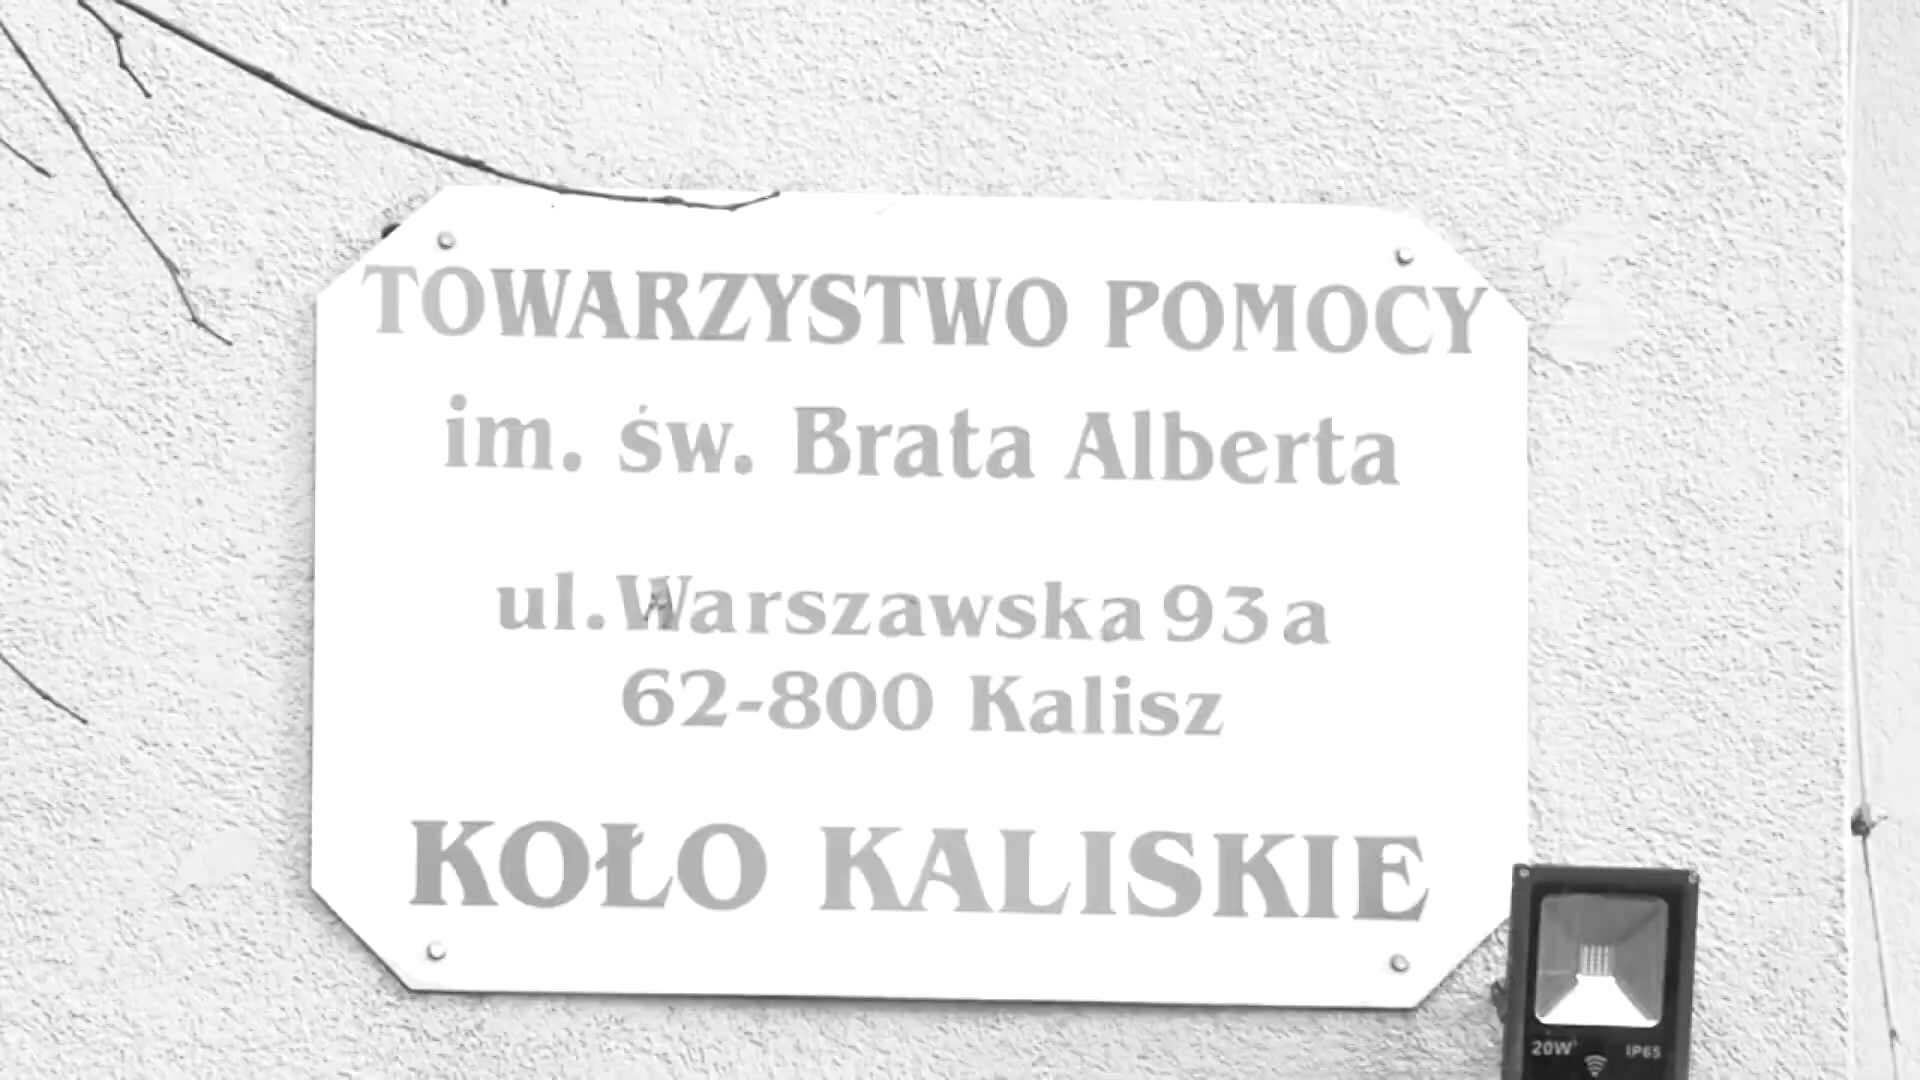 TOWARZYSTWO POMOCY
im. św. Brata Alberta
ul. Warszawska 93a
62-800 Kalisz
KOŁO KALISKIE
20W IP65